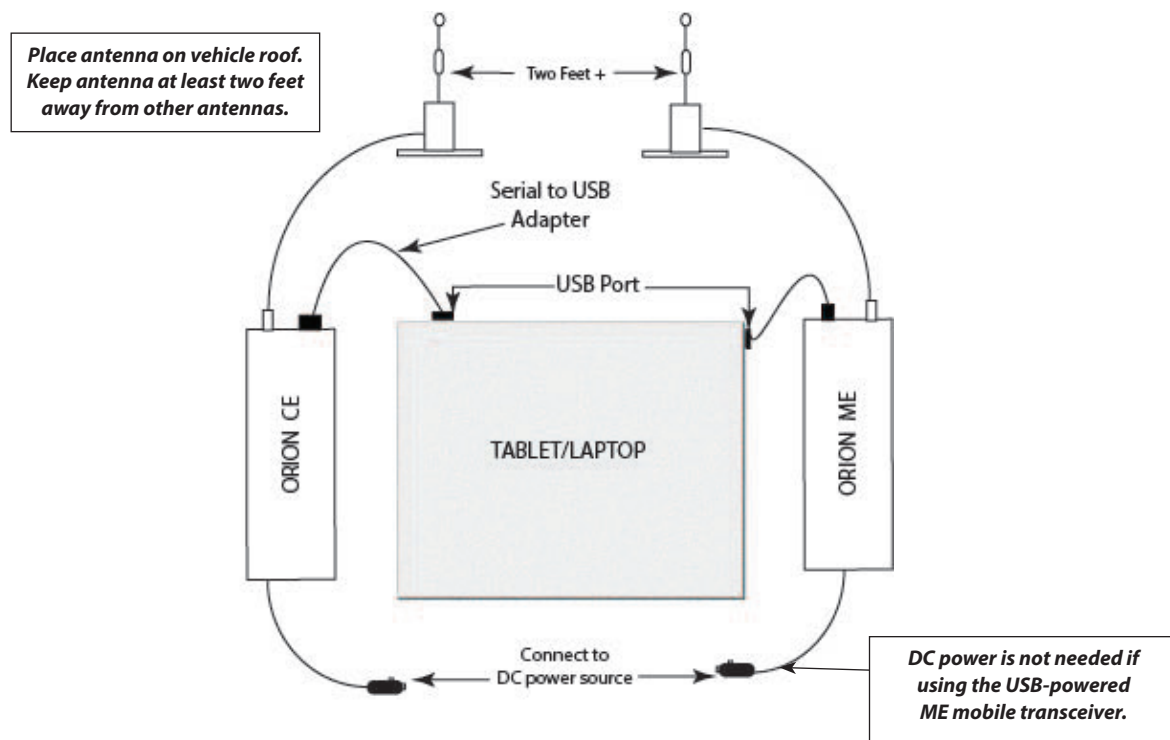 Place antenna on vehicle roof.
Keep antenna at least two feet
away from other antennas.
Two Feet +
Serial to USB
Adapter
USB Port
ORION CE
TABLET/LAPTOP
ORION ME
Connect to
DC power source
DC power is not needed if
using the USB-powered
ME mobile transceiver.